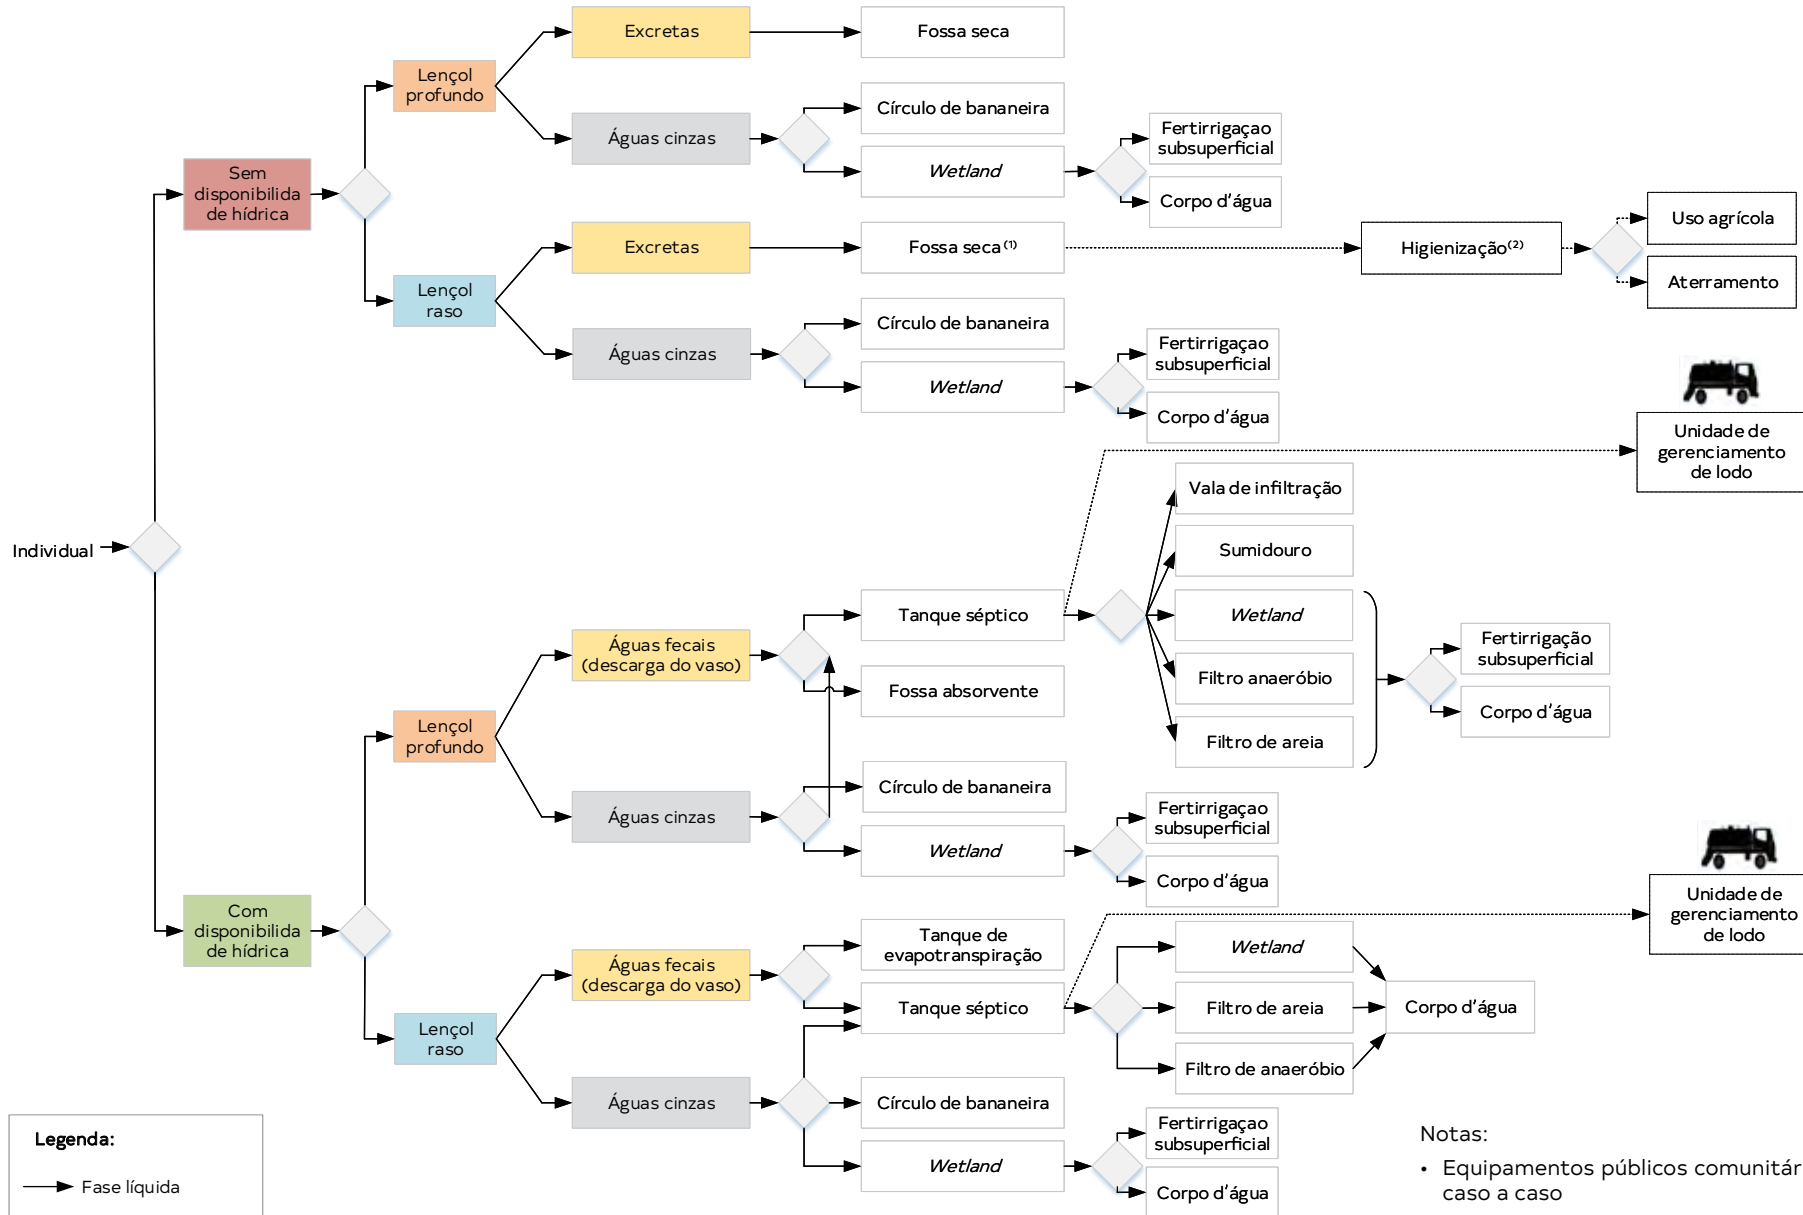 Excretas
Fossa seca
Lençol
profundo
Águas cinzas
Círculo de bananeira
Wetland
Fertirrigaçao
subsuperficial
Corpo d'água
Sem
disponibilida
de hídrica
Excretas
Fossa seca(1)
Higienização(2)
Uso agrícola
Aterramento
Lençol
raso
Águas cinzas
Círculo de bananeira
Wetland
Fertirrigaçao
subsuperficial
Corpo d'água
Unidade de
gerenciamento
de lodo
Individual
Vala de infiltração
Sumidouro
Tanque séptico
Wetland
Águas fecais
(descarga do vaso)
Fossa absorvente
Filtro anaeróbio
Filtro de areia
Fertirrigação
subsuperficial
Corpo d'água
Lençol
profundo
Águas cinzas
Círculo de bananeira
Wetland
Fertirrigaçao
subsuperficial
Corpo d'água
Com
disponibilida
de hídrica
Unidade de
gerenciamento
de lodo
Águas fecais
(descarga do vaso)
Tanque de
evapotranspiração
Tanque séptico
Wetland
Filtro de areia
Filtro de anaeróbio
Corpo d'água
Lençol
raso
Águas cinzas
Círculo de bananeira
Wetland
Fertirrigaçao
subsuperficial
Corpo d'água
Legenda:
Fase líquida
Notas:
• Equipamentos públicos comunitár
caso a caso